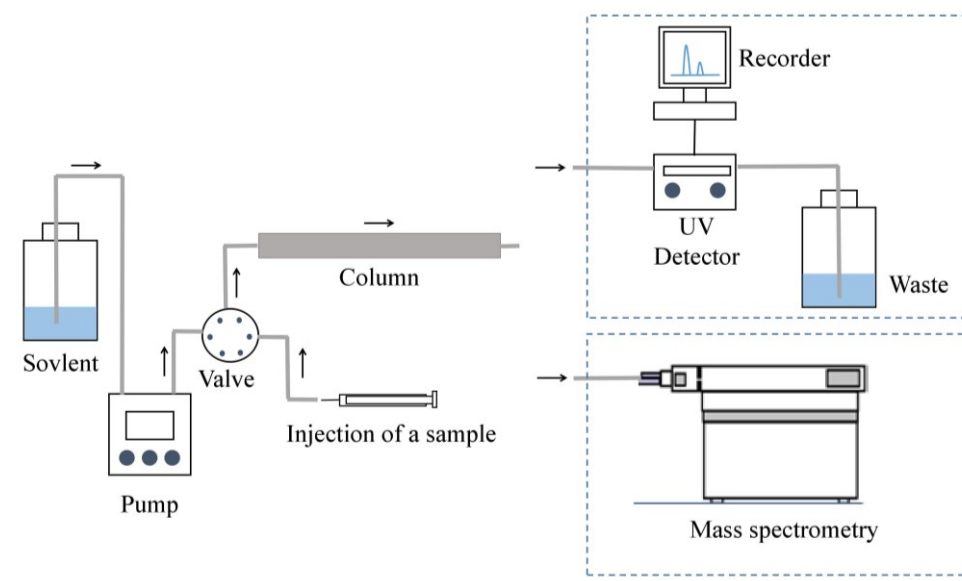 Recorder
UV
Detector
Waste
Column
Sovlent
Valve
Injection of a sample
Pump
Mass spectrometry